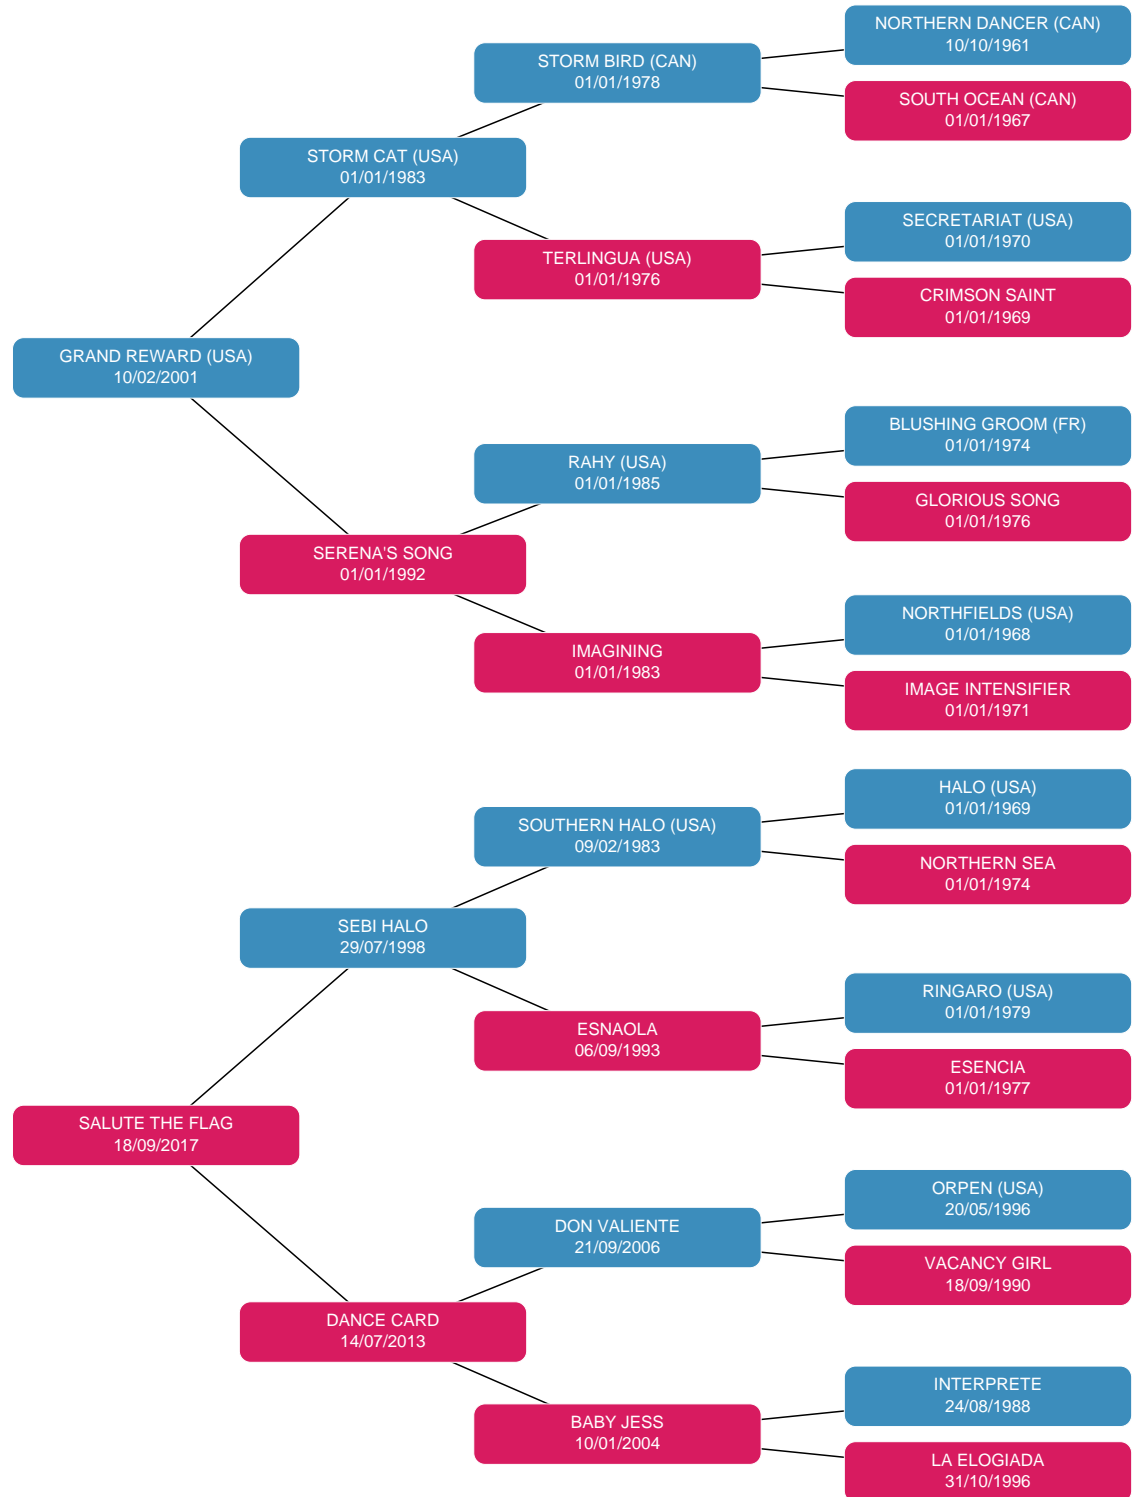 NORTHERN DANCER (CAN)
10/10/1961
STORM BIRD (CAN)
01/01/1978
SOUTH OCEAN (CAN)
01/01/1967
STORM CAT (USA)
01/01/1983
SECRETARIAT (USA)
01/01/1970
TERLINGUA (USA)
01/01/1976
CRIMSON SAINT
01/01/1969
GRAND REWARD (USA)
10/02/2001
BLUSHING GROOM (FR)
01/01/1974
RAHY (USA)
01/01/1985
GLORIOUS SONG
01/01/1976
SERENA'S SONG
01/01/1992
NORTHFIELDS (USA)
01/01/1968
IMAGINING
01/01/1983
IMAGE INTENSIFIER
01/01/1971
HALO (USA)
01/01/1969
SOUTHERN HALO (USA)
09/02/1983
NORTHERN SEA
01/01/1974
SEBI HALO
29/07/1998
RINGARO (USA)
01/01/1979
ESNAOLA
06/09/1993
ESENCIA
01/01/1977
SALUTE THE FLAG
18/09/2017
ORPEN (USA)
20/05/1996
DON VALIENTE
21/09/2006
VACANCY GIRL
18/09/1990
DANCE CARD
14/07/2013
INTERPRETE
24/08/1988
BABY JESS
10/01/2004
LA ELOGIADA
31/10/1996